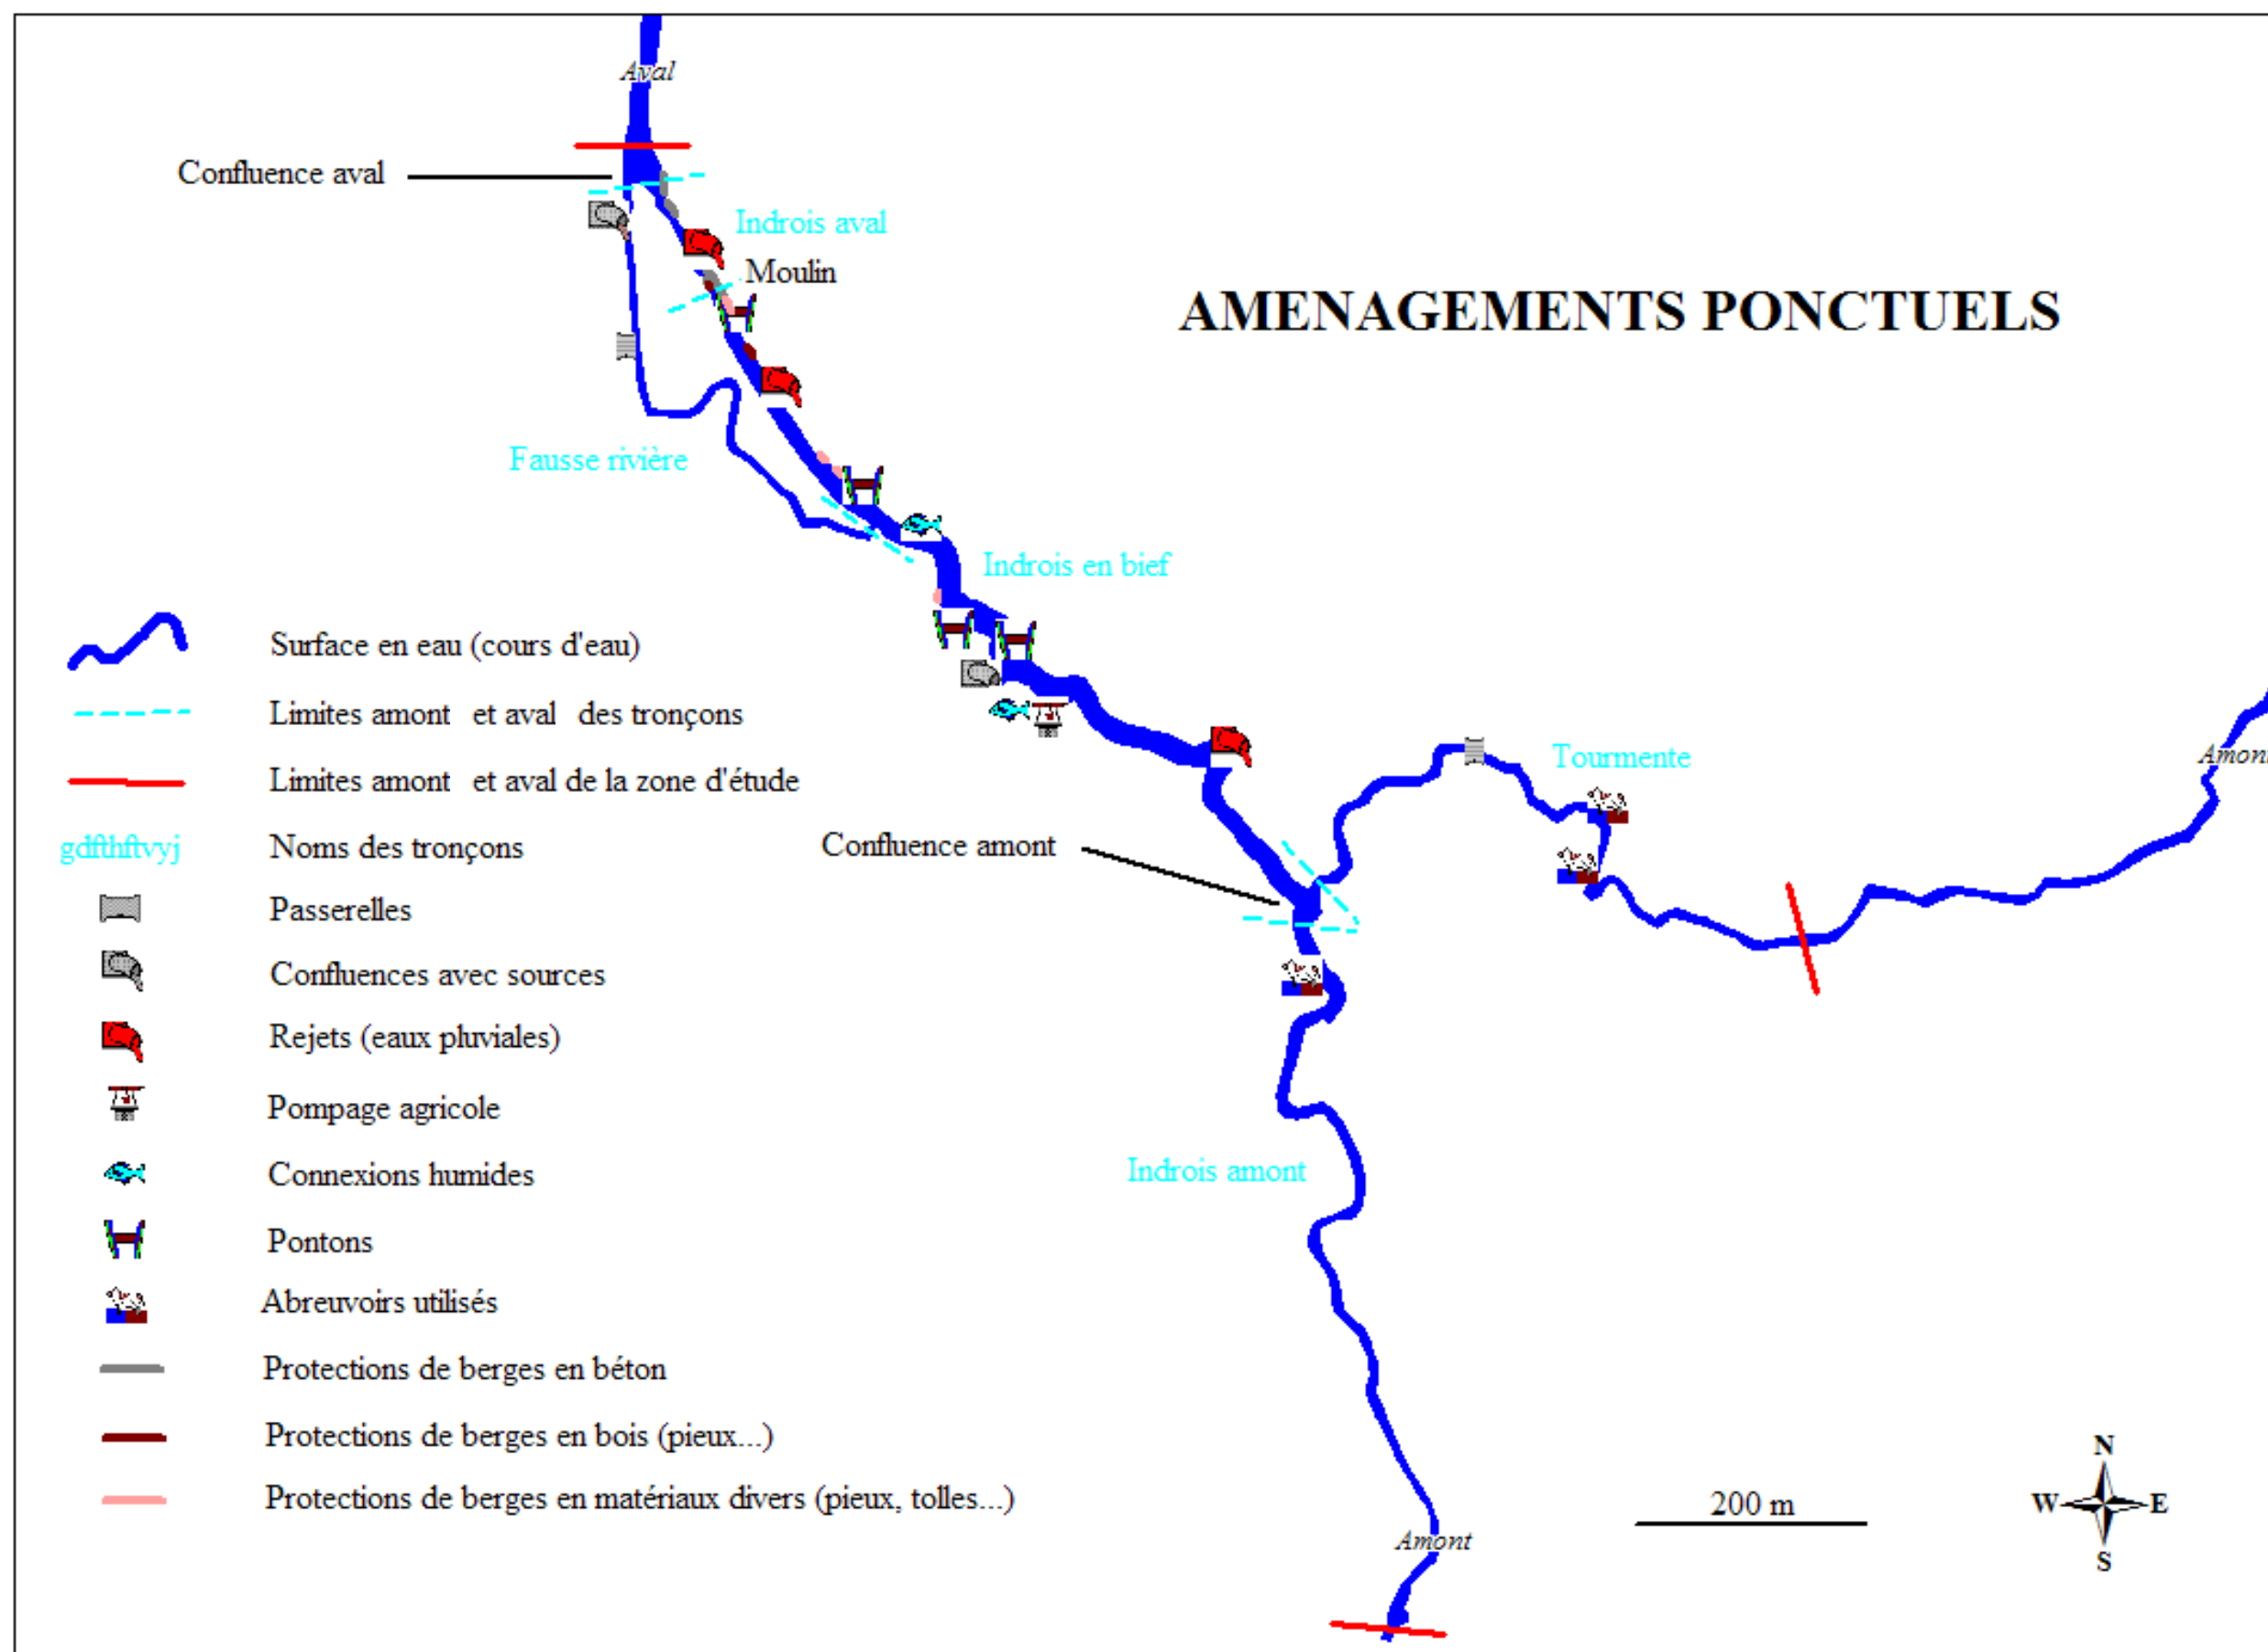 Aval
Confluence aval
Indrois aval
Moulin
AMENAGEMENTS PONCTUELS
Fausse rivière
Indrois en bief
Surface en eau (cours d'eau)
Limites amont et aval des tronçons
Limites amont et aval de la zone d'étude
gdfthftvyj
Noms des tronçons
Tourmente
Amont
Confluence amont
Passerelles
Confluences avec sources
Rejets (eaux pluviales)
Pompage agricole
Connexions humides
Indrois amont
Pontons
Abreuvoirs utilisés
Protections de berges en béton
Protections de berges en bois (pieux...)
Protections de berges en matériaux divers (pieux, tolles...)
Amont
200 m
N
W
E
S